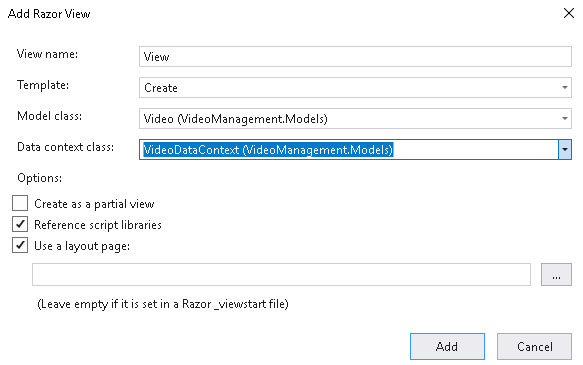 Add Razor View
View name: View
Template: Create
Model class: Video (VideoManagement.Models)
Data context class: VideoDataContext (VideoManagement.Models)
Options:
Create as a partial view
Reference script libraries
Use a layout page:
...
(Leave empty if it is set in a Razor _viewstart file)
Add Cancel